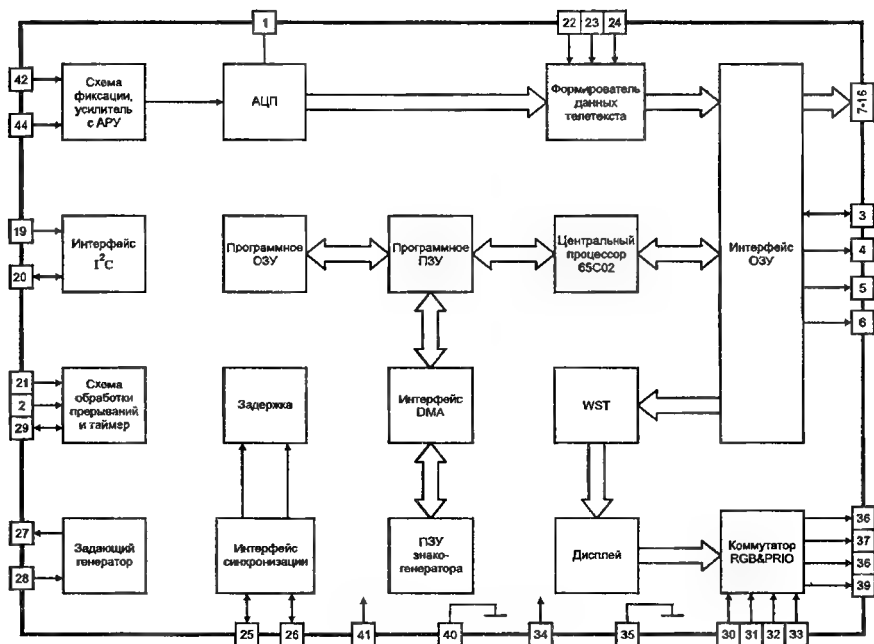 1
22 23 24
42
44
Схема
фиксации,
усилитель
с АРУ
АЦП
Формирователь
данных
телетекста
7-16
19
20
Интерфейс
I²C
Программное
ОЗУ
Программное
ПЗУ
Центральный
процессор
65C02
Интерфейс
ОЗУ
3
4
5
6
21
2
29
Схема
обработки
прерываний
и таймер
Задержка
Интерфейс
DMA
WST
27
28
Задающий
генератор
Интерфейс
синхронизации
ПЗУ
знако-
генератора
Дисплей
Коммутатор
RGB&PRIO
36
37
36
39
25 26 41 40 34 35 30 31 32 33